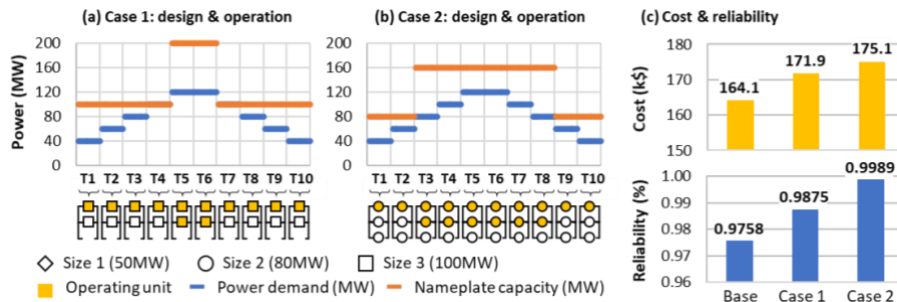 (a) Case 1: design & operation
(b) Case 2: design & operation
(c) Cost & reliability
Power (MW)
200
160
120
80
40
0
T1 T2 T3 T4 T5 T6 T7 T8 T9 T10
200
160
120
80
40
0
T1 T2 T3 T4 T5 T6 T7 T8 T9 T10
Size 1 (50MW) Size 2 (80MW) Size 3 (100MW)
Operating unit Power demand (MW) Nameplate capacity (MW)
Cost (k$)
180
170
160
150
164.1
171.9
175.1
Reliability (%)
1.00
0.99
0.98
0.97
0.96
0.9758
0.9875
0.9989
Base Case 1 Case 2